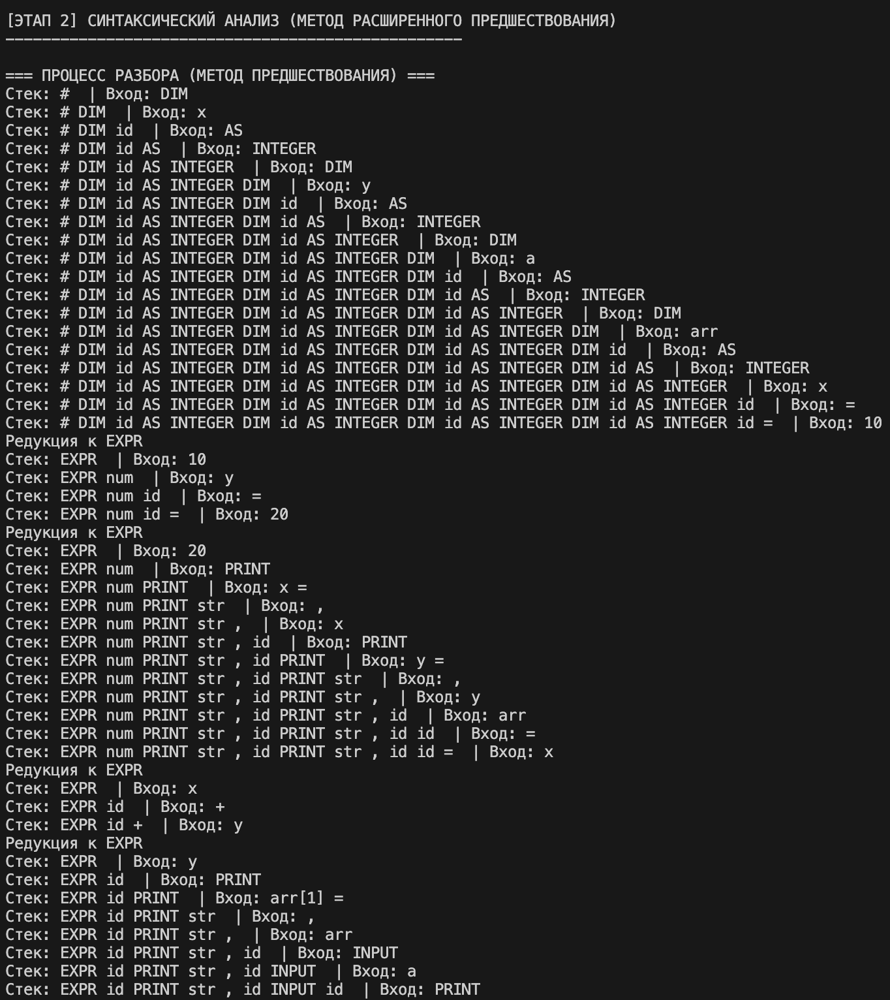 [ЭТАП 2] СИНТАКСИЧЕСКИЙ АНАЛИЗ (МЕТОД РАСШИРЕННОГО ПРЕДШЕСТВОВАНИЯ)
--------------------------------------------------
=== ПРОЦЕСС РАЗБОРА (МЕТОД ПРЕДШЕСТВОВАНИЯ) ===
Стек: #  | Вход: DIM
Стек: # DIM  | Вход: x
Стек: # DIM id  | Вход: AS
Стек: # DIM id AS  | Вход: INTEGER
Стек: # DIM id AS INTEGER  | Вход: DIM
Стек: # DIM id AS INTEGER DIM  | Вход: y
Стек: # DIM id AS INTEGER DIM id  | Вход: AS
Стек: # DIM id AS INTEGER DIM id AS  | Вход: INTEGER
Стек: # DIM id AS INTEGER DIM id AS INTEGER  | Вход: DIM
Стек: # DIM id AS INTEGER DIM id AS INTEGER DIM  | Вход: a
Стек: # DIM id AS INTEGER DIM id AS INTEGER DIM id  | Вход: AS
Стек: # DIM id AS INTEGER DIM id AS INTEGER DIM id AS  | Вход: INTEGER
Стек: # DIM id AS INTEGER DIM id AS INTEGER DIM id AS INTEGER  | Вход: DIM
Стек: # DIM id AS INTEGER DIM id AS INTEGER DIM id AS INTEGER DIM  | Вход: arr
Стек: # DIM id AS INTEGER DIM id AS INTEGER DIM id AS INTEGER DIM id  | Вход: AS
Стек: # DIM id AS INTEGER DIM id AS INTEGER DIM id AS INTEGER DIM id AS  | Вход: INTEGER
Стек: # DIM id AS INTEGER DIM id AS INTEGER DIM id AS INTEGER DIM id AS INTEGER  | Вход: x
Стек: # DIM id AS INTEGER DIM id AS INTEGER DIM id AS INTEGER DIM id AS INTEGER id  | Вход: =
Стек: # DIM id AS INTEGER DIM id AS INTEGER DIM id AS INTEGER DIM id AS INTEGER id =  | Вход: 10
Редукция к EXPR
Стек: EXPR  | Вход: 10
Стек: EXPR num  | Вход: y
Стек: EXPR num id  | Вход: =
Стек: EXPR num id =  | Вход: 20
Редукция к EXPR
Стек: EXPR  | Вход: 20
Стек: EXPR num  | Вход: PRINT
Стек: EXPR num PRINT  | Вход: x =
Стек: EXPR num PRINT str  | Вход: ,
Стек: EXPR num PRINT str ,  | Вход: x
Стек: EXPR num PRINT str , id  | Вход: PRINT
Стек: EXPR num PRINT str , id PRINT  | Вход: y =
Стек: EXPR num PRINT str , id PRINT str  | Вход: ,
Стек: EXPR num PRINT str , id PRINT str ,  | Вход: y
Стек: EXPR num PRINT str , id PRINT str , id  | Вход: arr
Стек: EXPR num PRINT str , id PRINT str , id id  | Вход: =
Стек: EXPR num PRINT str , id PRINT str , id id =  | Вход: x
Редукция к EXPR
Стек: EXPR  | Вход: x
Стек: EXPR id  | Вход: +
Стек: EXPR id +  | Вход: y
Редукция к EXPR
Стек: EXPR  | Вход: y
Стек: EXPR id  | Вход: PRINT
Стек: EXPR id PRINT  | Вход: arr[1] =
Стек: EXPR id PRINT str  | Вход: ,
Стек: EXPR id PRINT str ,  | Вход: arr
Стек: EXPR id PRINT str , id  | Вход: INPUT
Стек: EXPR id PRINT str , id INPUT  | Вход: a
Стек: EXPR id PRINT str , id INPUT id  | Вход: PRINT